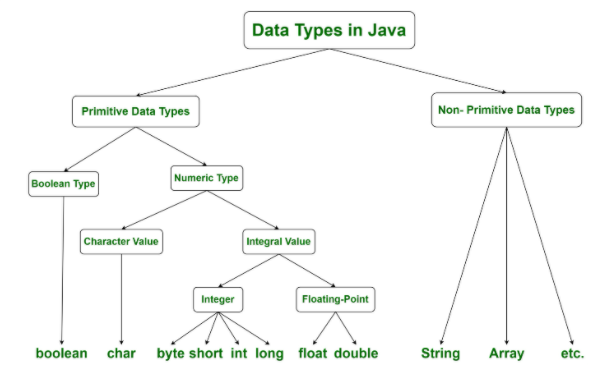 Data Types in Java
Primitive Data Types
Non- Primitive Data Types
Boolean Type
Numeric Type
Character Value
Integral Value
Integer
Floating-Point
boolean
char
byte short int long
float double
String
Array
etc.